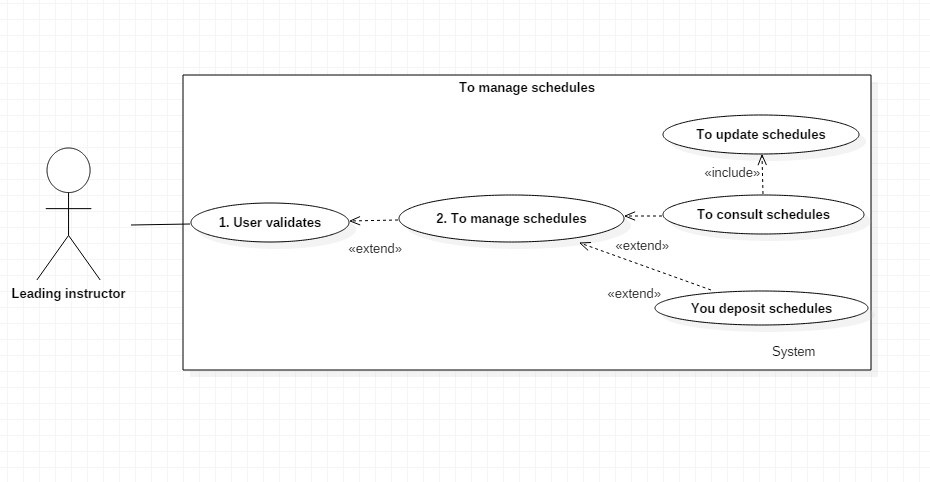 To manage schedules
To update schedules
«include»
1. User validates
2. To manage schedules
To consult schedules
«extend»
«extend»
Leading instructor
«extend»
You deposit schedules
System